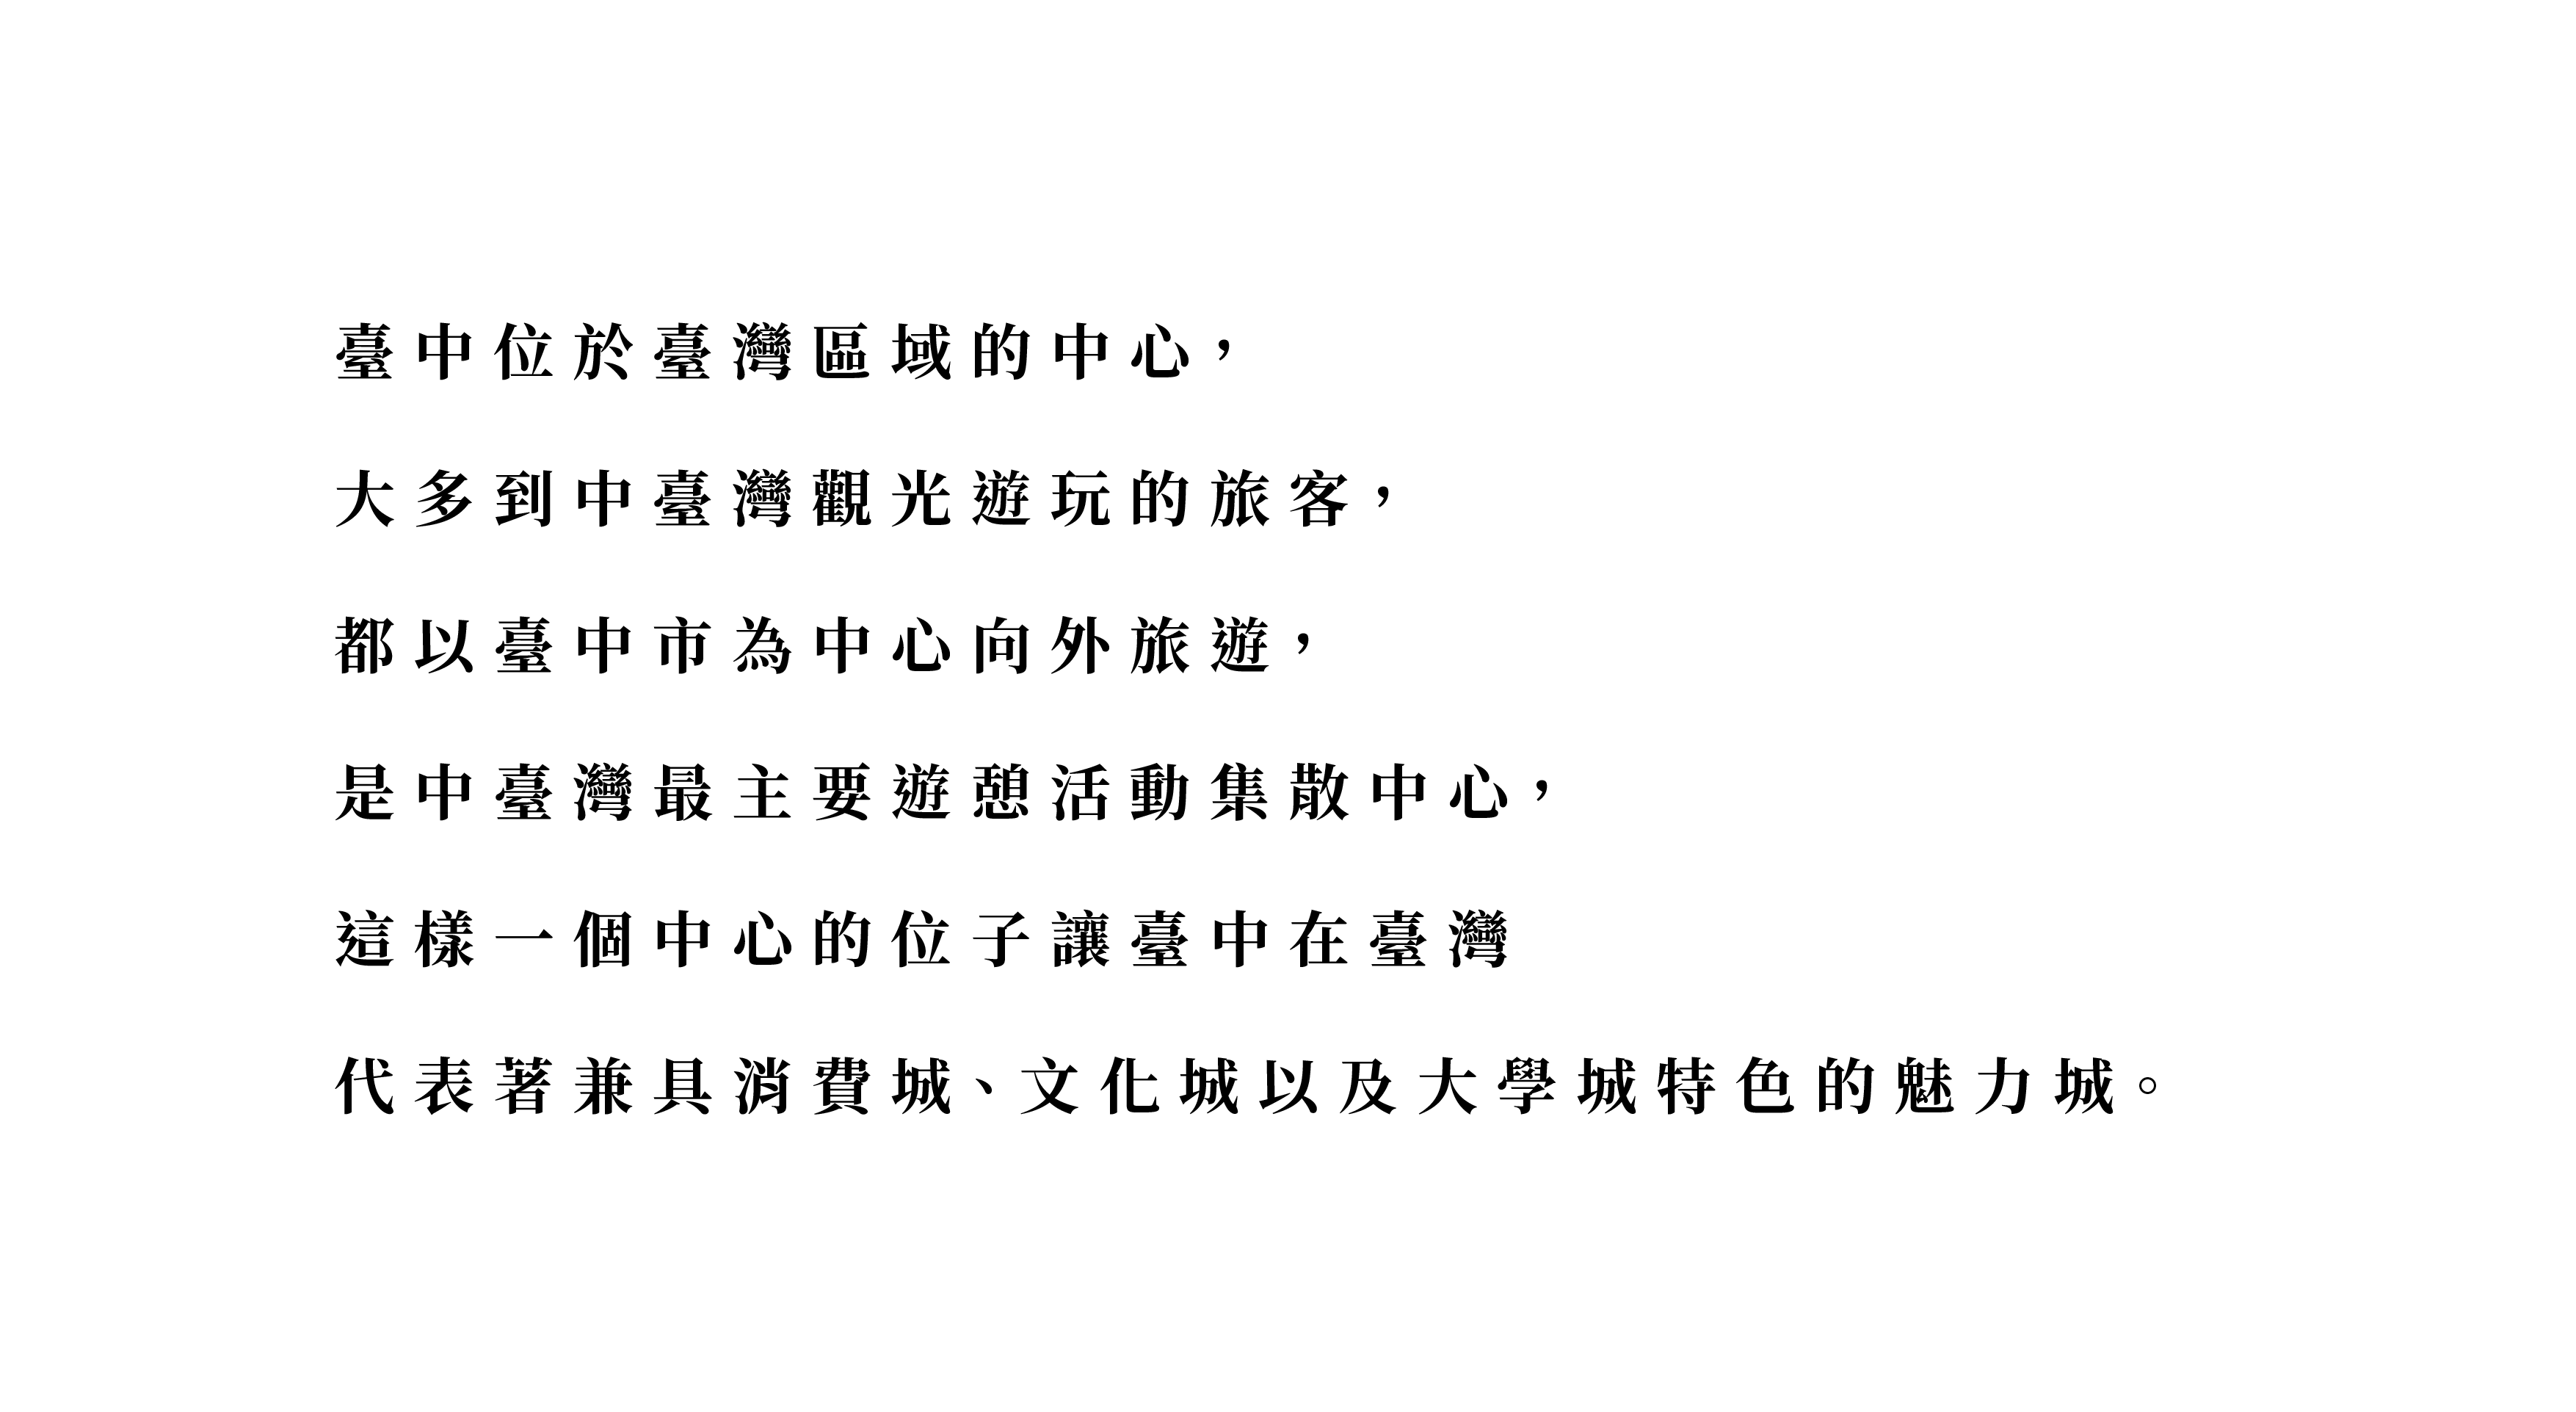 臺中位於臺灣區域的中心，
大多到中臺灣觀光遊玩的旅客，
都以臺中市為中心向外旅遊，
是中臺灣最主要遊憩活動集散中心，
這樣一個中心的位子讓臺中在臺灣
代表著兼具消費城、文化城以及大學城特色的魅力城。